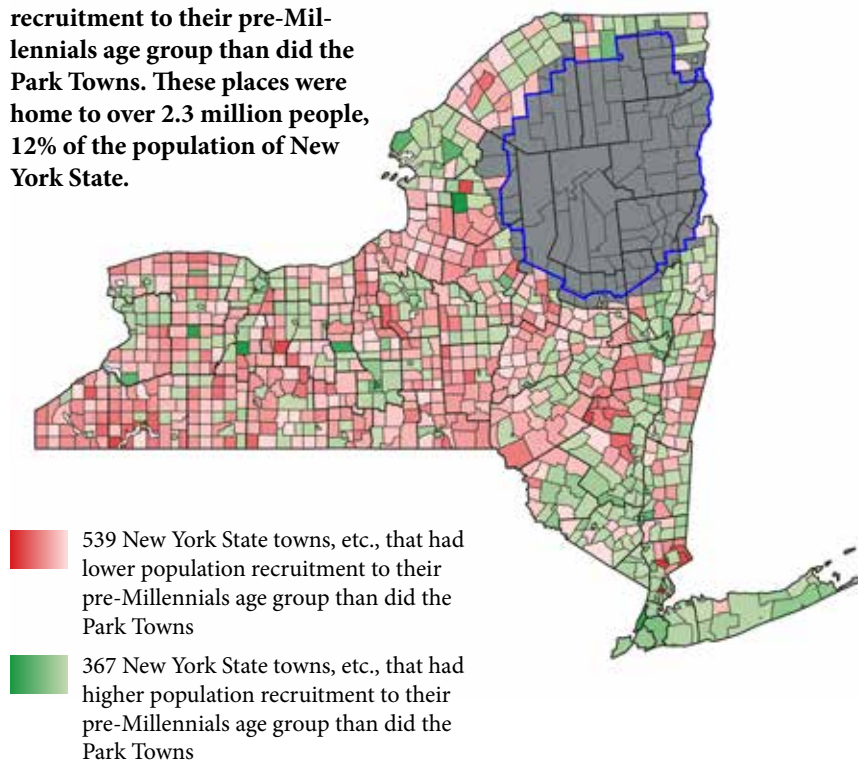 recruitment to their pre-Mil-
lennials age group than did the
Park Towns. These places were
home to over 2.3 million people,
12% of the population of New
York State.
539 New York State towns, etc., that had
lower population recruitment to their
pre-Millennials age group than did the
Park Towns
367 New York State towns, etc., that had
higher population recruitment to their
pre-Millennials age group than did the
Park Towns